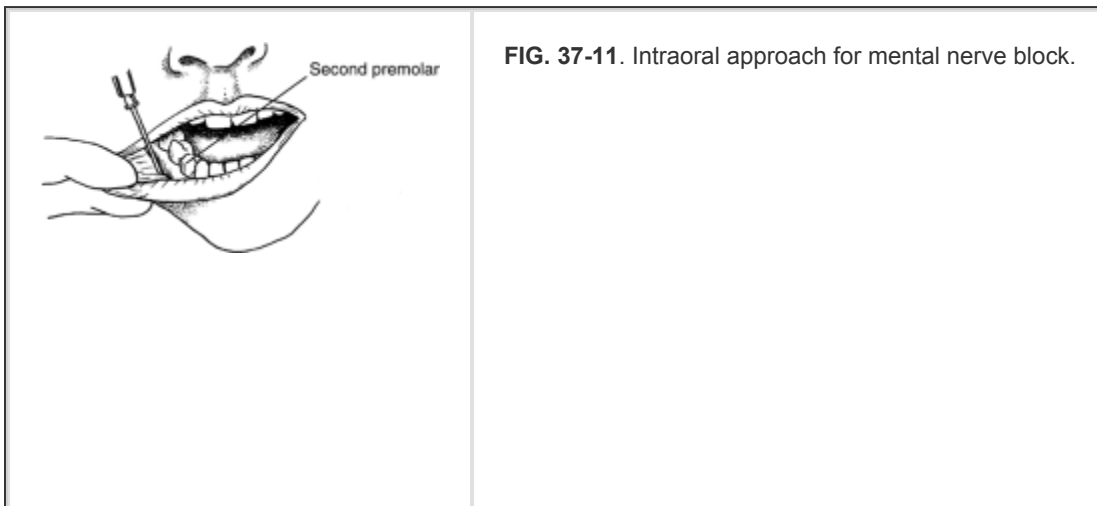 Second premolar
FIG. 37-11. Intraoral approach for mental nerve block.